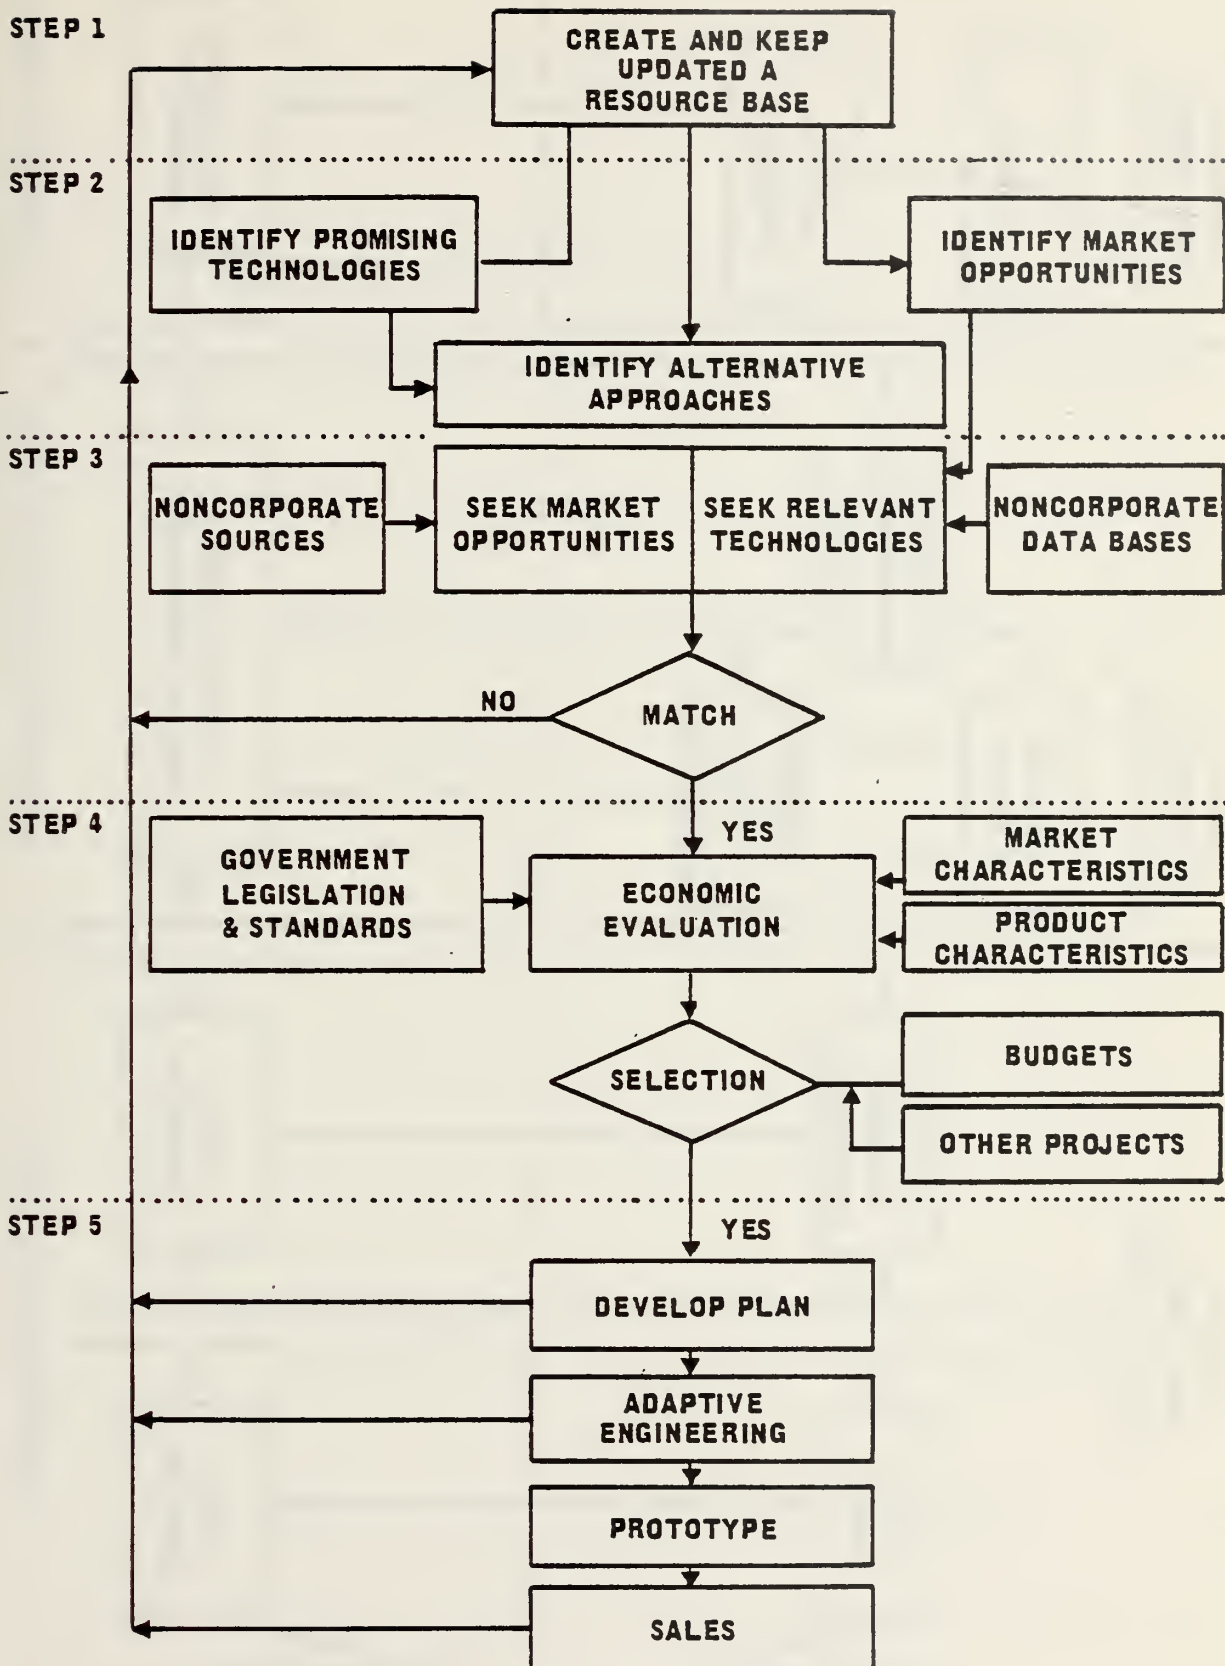 STEP 1
CREATE AND KEEP
UPDATED A
RESOURCE BASE
STEP 2
IDENTIFY PROMISING
TECHNOLOGIES
IDENTIFY MARKET
OPPORTUNITIES
IDENTIFY ALTERNATIVE
APPROACHES
STEP 3
NONCORPORATE
SOURCES
SEEK MARKET
OPPORTUNITIES
SEEK RELEVANT
TECHNOLOGIES
NONCORPORATE
DATA BASES
NO
MATCH
STEP 4
YES
GOVERNMENT
LEGISLATION
& STANDARDS
ECONOMIC
EVALUATION
MARKET
CHARACTERISTICS
PRODUCT
CHARACTERISTICS
SELECTION
BUDGETS
OTHER PROJECTS
STEP 5
YES
DEVELOP PLAN
ADAPTIVE
ENGINEERING
PROTOTYPE
SALES